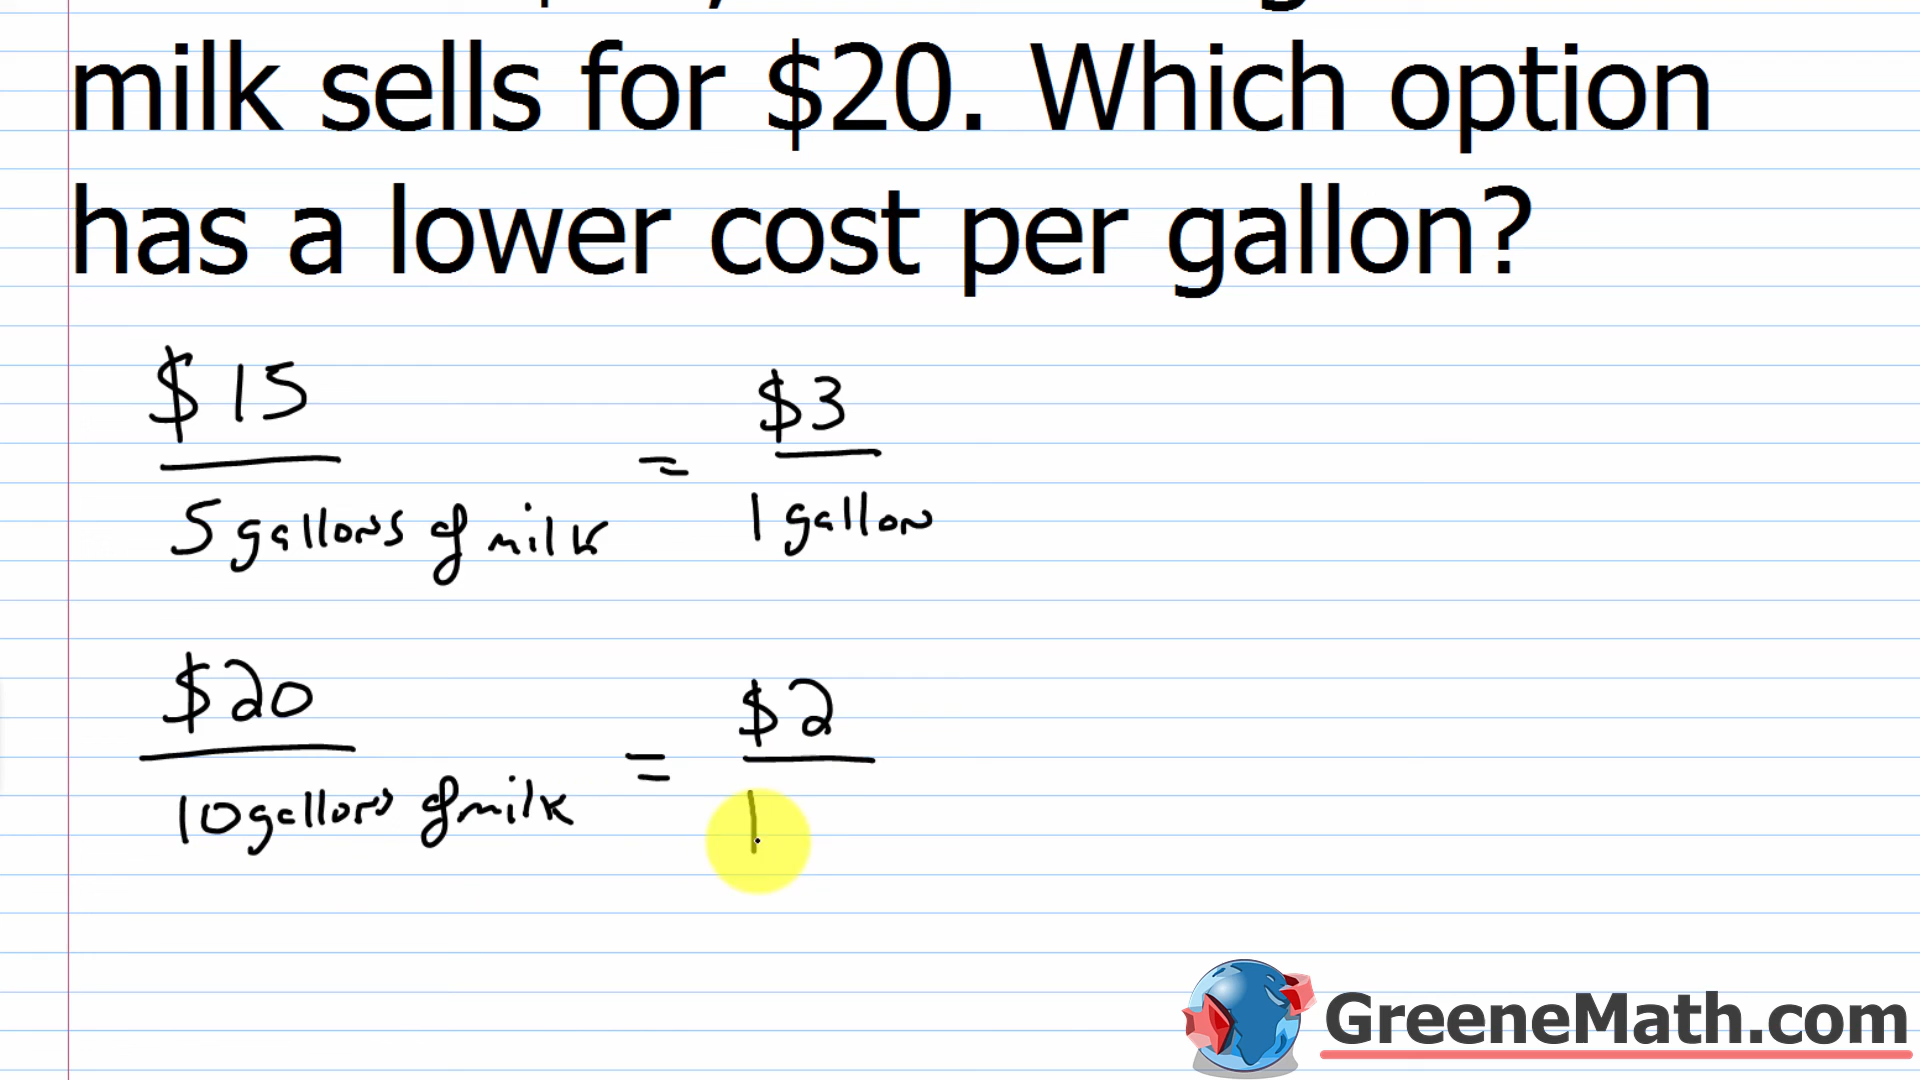 milk sells for $20. Which option
has a lower cost per gallon?
$15 = $3
5 gallons of milk 1 gallon
$20 = $2
10 gallons of milk 1
GreeneMath.com